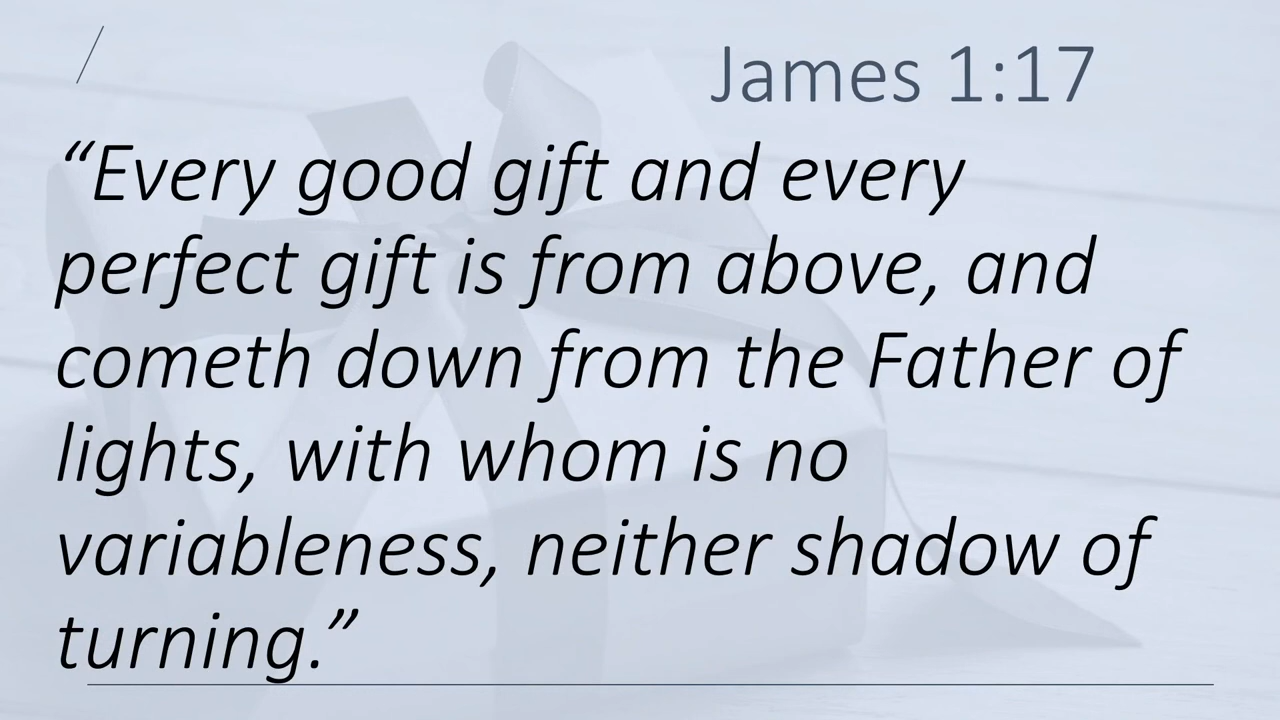 James 1:17
“Every good gift and every
perfect gift is from above, and
cometh down from the Father of
lights, with whom is no
variableness, neither shadow of
turning.”